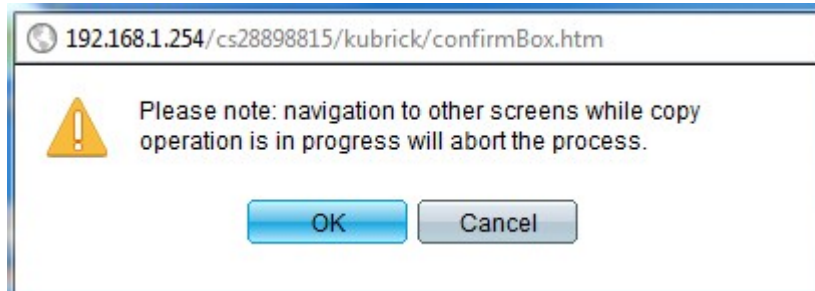 192.168.1.254/cs28898815/kubrick/confirmBox.htm
Please note: navigation to other screens while copy
operation is in progress will abort the process.
OK Cancel